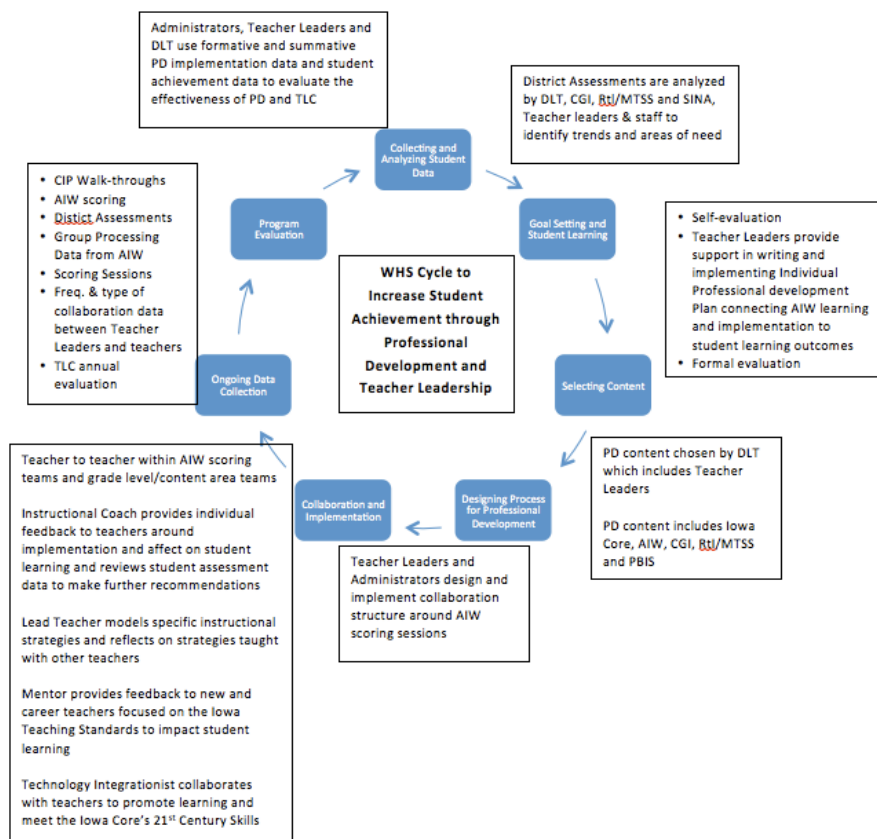 Administrators, Teacher Leaders and
DLT use formative and summative
PD implementation data and student
achievement data to evaluate the
effectiveness of PD and TLC
District Assessments are analyzed
by DLT, CGI, RtI/MTSS and SINA,
Teacher leaders & staff to
identify trends and areas of need
Collecting and
Analyzing Student
Data
• CIP Walk-throughs
• AIW scoring
• Distict Assessments
• Group Processing
Data from AIW
• Scoring Sessions
• Freq. & type of
collaboration data
between Teacher
Leaders and teachers
• TLC annual
evaluation
Program
Evaluation
Goal Setting and
Student Learning
• Self-evaluation
• Teacher Leaders provide
support in writing and
implementing Individual
Professional development
Plan connecting AIW learning
and implementation to
student learning outcomes
• Formal evaluation
WHS Cycle to
Increase Student
Achievement through
Professional
Development and
Teacher Leadership
Ongoing Data
Collection
Selecting Content
Teacher to teacher within AIW scoring
teams and grade level/content area teams
Instructional Coach provides individual
feedback to teachers around
implementation and affect on student
learning and reviews student assessment
data to make further recommendations
Lead Teacher models specific instructional
strategies and reflects on strategies taught
with other teachers
Mentor provides feedback to new and
career teachers focused on the Iowa
Teaching Standards to impact student
learning
Technology Integrationist collaborates
with teachers to promote learning and
meet the Iowa Core's 21st Century Skills
Collaboration and
Implementation
Designing Process
for Professional
Development
PD content chosen by DLT
which includes Teacher
Leaders
PD content includes Iowa
Core, AIW, CGI, RtI/MTSS
and PBIS
Teacher Leaders and
Administrators design and
implement collaboration
structure around AIW
scoring sessions